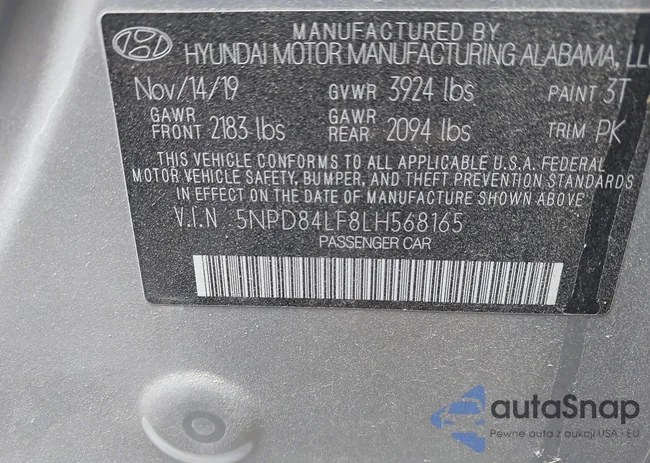 MANUFACTURED BY
HYUNDAI MOTOR MANUFACTURING ALABAMA, LLC
Nov/14/19 GVWR 3924 lbs PAINT 3T
GAWR FRONT 2183 lbs GAWR REAR 2094 lbs TRIM PK
THIS VEHICLE CONFORMS TO ALL APPLICABLE U.S.A. FEDERAL
MOTOR VEHICLE SAFETY, BUMPER, AND THEFT PREVENTION STANDARDS
IN EFFECT ON THE DATE OF MANUFACTURE SHOWN ABOVE.
V.I.N 5NPD84LF8LH568165
PASSENGER CAR
autaSnap
Pewne auta z aukcji USA - EU